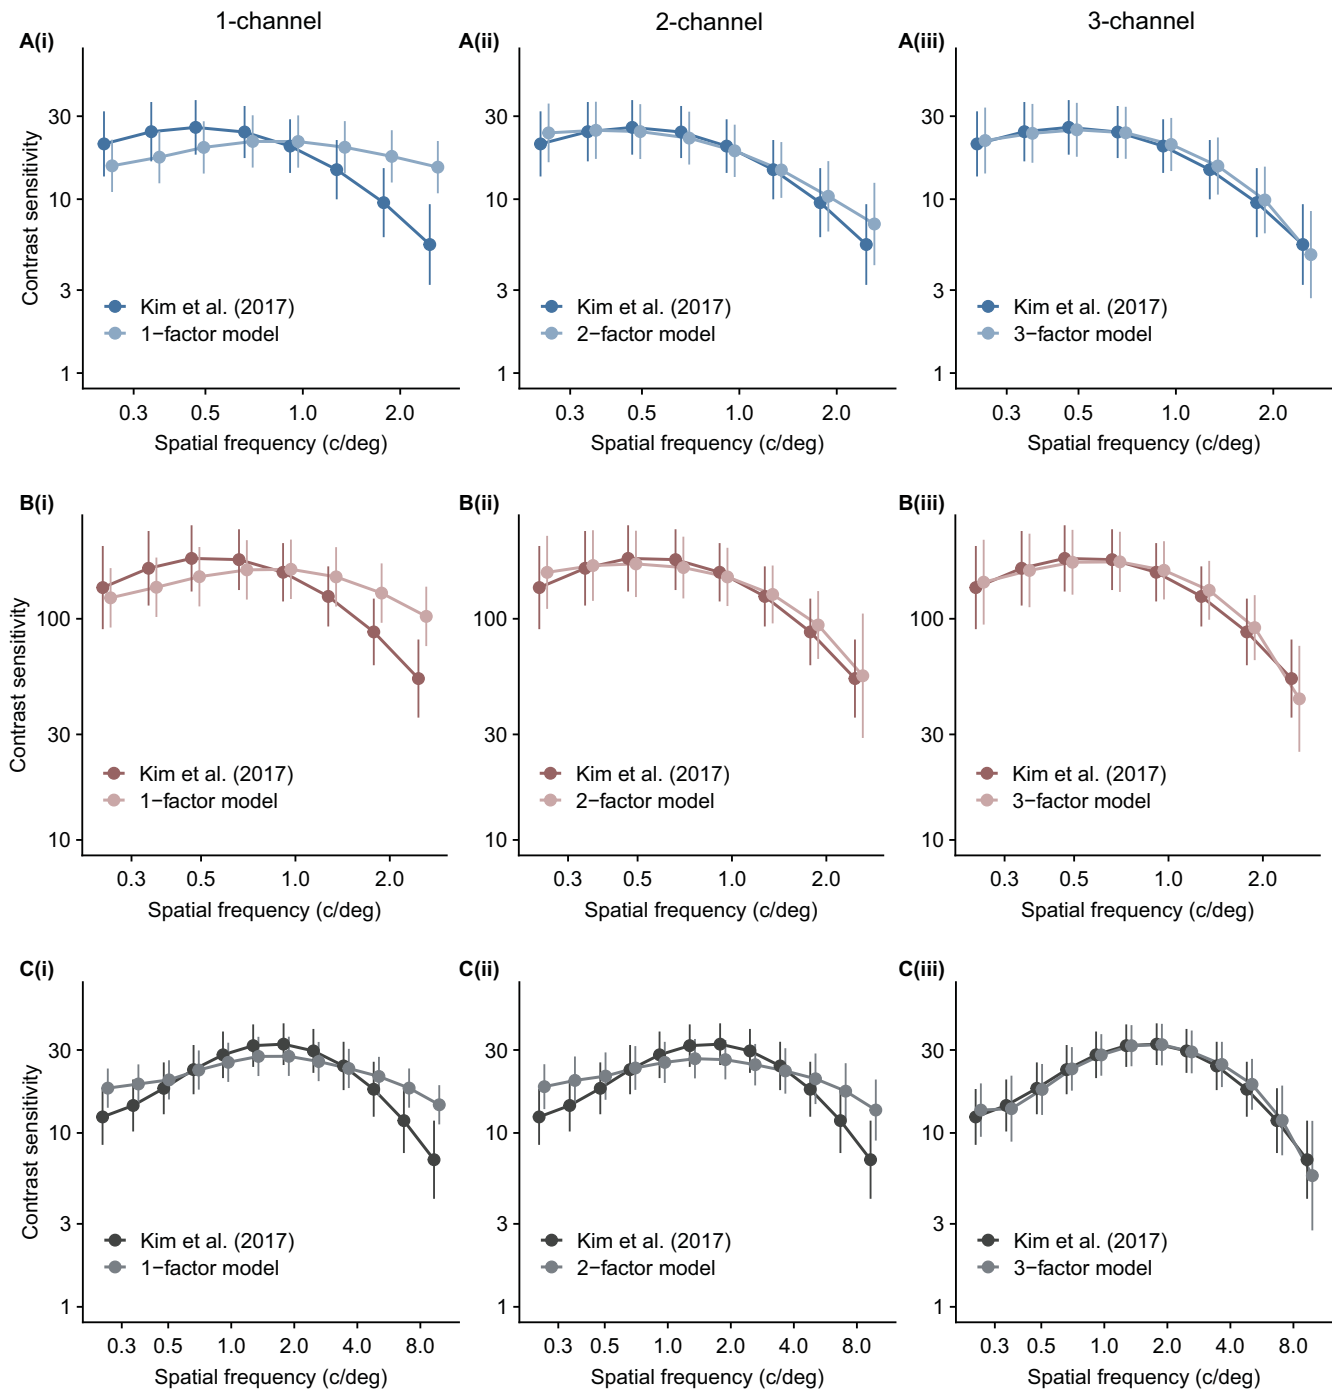 1-channel
2-channel
3-channel
A(i)
A(ii)
A(iii)
Contrast sensitivity
30
10
3
1
Kim et al. (2017)
1−factor model
0.3
0.5
1.0
2.0
Spatial frequency (c/deg)
30
10
3
1
Kim et al. (2017)
2−factor model
0.3
0.5
1.0
2.0
Spatial frequency (c/deg)
30
10
3
1
Kim et al. (2017)
3−factor model
0.3
0.5
1.0
2.0
Spatial frequency (c/deg)
B(i)
B(ii)
B(iii)
Contrast sensitivity
100
30
10
Kim et al. (2017)
1−factor model
0.3
0.5
1.0
2.0
Spatial frequency (c/deg)
100
30
10
Kim et al. (2017)
2−factor model
0.3
0.5
1.0
2.0
Spatial frequency (c/deg)
100
30
10
Kim et al. (2017)
3−factor model
0.3
0.5
1.0
2.0
Spatial frequency (c/deg)
C(i)
C(ii)
C(iii)
Contrast sensitivity
30
10
3
1
Kim et al. (2017)
1−factor model
0.3
0.5
1.0
2.0
4.0
8.0
Spatial frequency (c/deg)
30
10
3
1
Kim et al. (2017)
2−factor model
0.3
0.5
1.0
2.0
4.0
8.0
Spatial frequency (c/deg)
30
10
3
1
Kim et al. (2017)
3−factor model
0.3
0.5
1.0
2.0
4.0
8.0
Spatial frequency (c/deg)